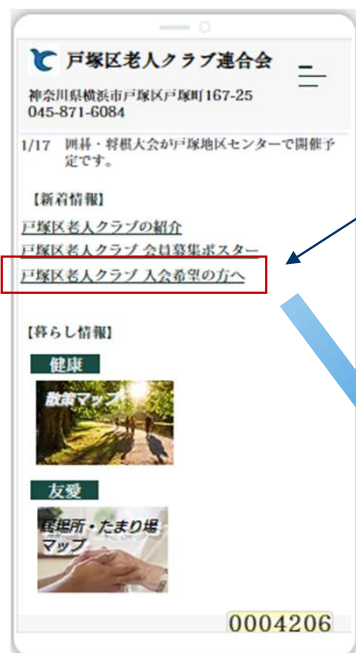 戸塚区老人クラブ連合会
神奈川県横浜市戸塚区戸塚町167-25
045-871-6084
1/17 囲碁・将棋大会が戸塚地区センターで開催予
定です。
【新着情報】
戸塚区老人クラブの紹介
戸塚区老人クラブ 会員募集ポスター
戸塚区老人クラブ 入会希望の方へ
【暮らし情報】
健康
散策マップ
友愛
居場所・たまり場
マップ
0004206